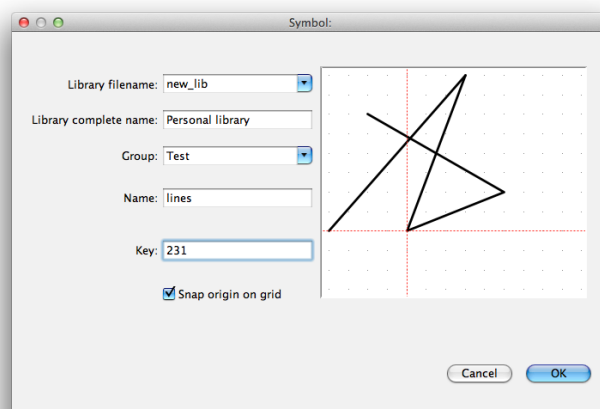 Symbol:
Library filename: new_lib
Library complete name: Personal library
Group: Test
Name: lines
Key: 231
Snap origin on grid
Cancel OK